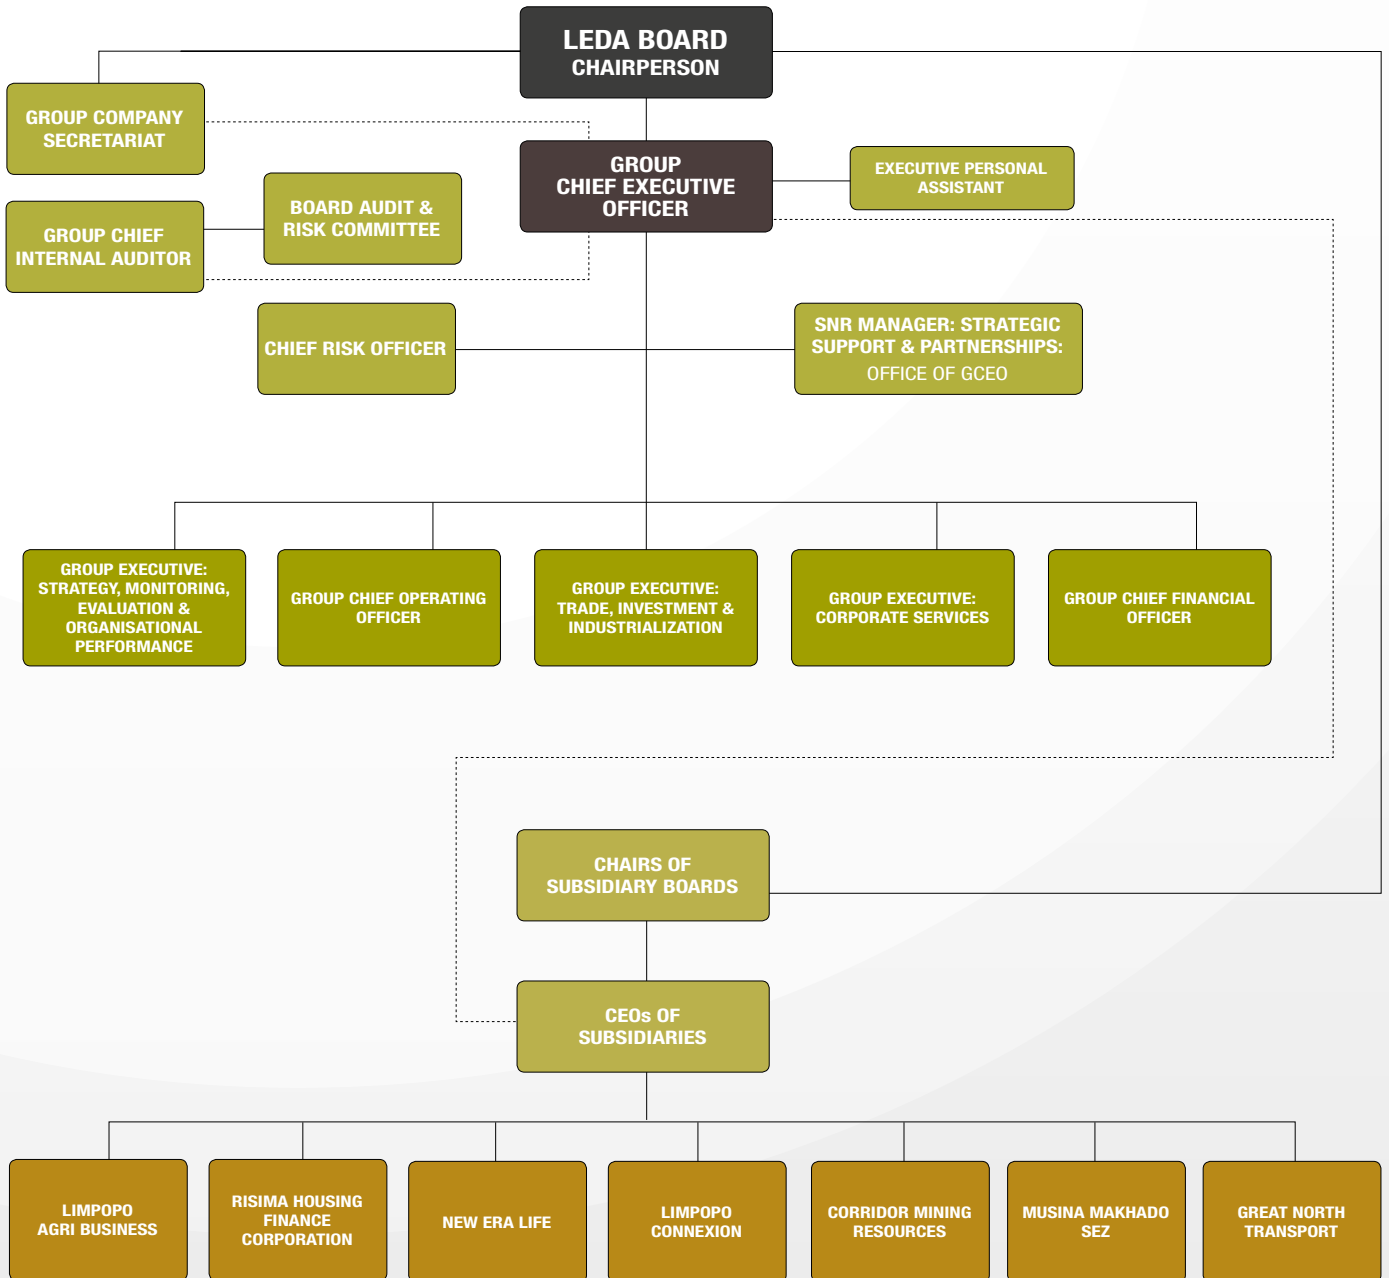 LEDA BOARD
CHAIRPERSON
GROUP COMPANY
SECRETARIAT
GROUP
CHIEF EXECUTIVE
OFFICER
EXECUTIVE PERSONAL
ASSISTANT
BOARD AUDIT &
RISK COMMITTEE
GROUP CHIEF
INTERNAL AUDITOR
CHIEF RISK OFFICER
SNR MANAGER: STRATEGIC
SUPPORT & PARTNERSHIPS:
OFFICE OF GCEO
GROUP EXECUTIVE:
STRATEGY, MONITORING,
EVALUATION &
ORGANISATIONAL
PERFORMANCE
GROUP CHIEF OPERATING
OFFICER
GROUP EXECUTIVE:
TRADE, INVESTMENT &
INDUSTRIALIZATION
GROUP EXECUTIVE:
CORPORATE SERVICES
GROUP CHIEF FINANCIAL
OFFICER
CHAIRS OF
SUBSIDIARY BOARDS
CEOs OF
SUBSIDIARIES
LIMPOPO
AGRI BUSINESS
RISIMA HOUSING
FINANCE
CORPORATION
NEW ERA LIFE
LIMPOPO
CONNEXION
CORRIDOR MINING
RESOURCES
MUSINA MAKHADO
SEZ
GREAT NORTH
TRANSPORT